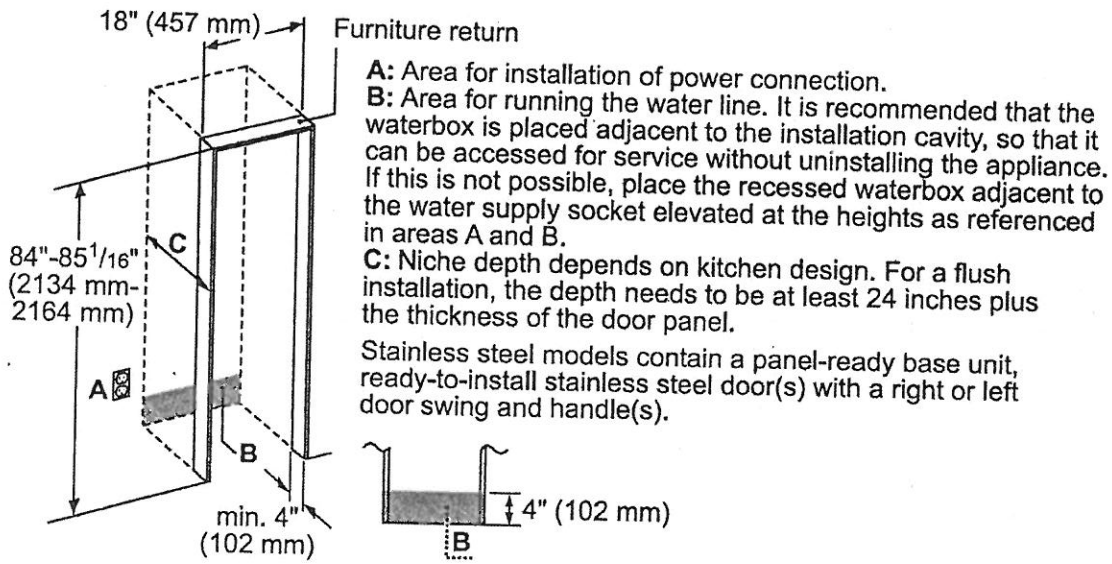 18" (457 mm)
Furniture return
A: Area for installation of power connection.
B: Area for running the water line. It is recommended that the
waterbox is placed adjacent to the installation cavity, so that it
can be accessed for service without uninstalling the appliance.
If this is not possible, place the recessed waterbox adjacent to
the water supply socket elevated at the heights as referenced
in areas A and B.
C: Niche depth depends on kitchen design. For a flush
installation, the depth needs to be at least 24 inches plus
the thickness of the door panel.
Stainless steel models contain a panel-ready base unit,
ready-to-install stainless steel door(s) with a right or left
door swing and handle(s).
C
84"-85 1/16"
(2134 mm-
2164 mm)
A
B
min. 4"
(102 mm)
4" (102 mm)
B